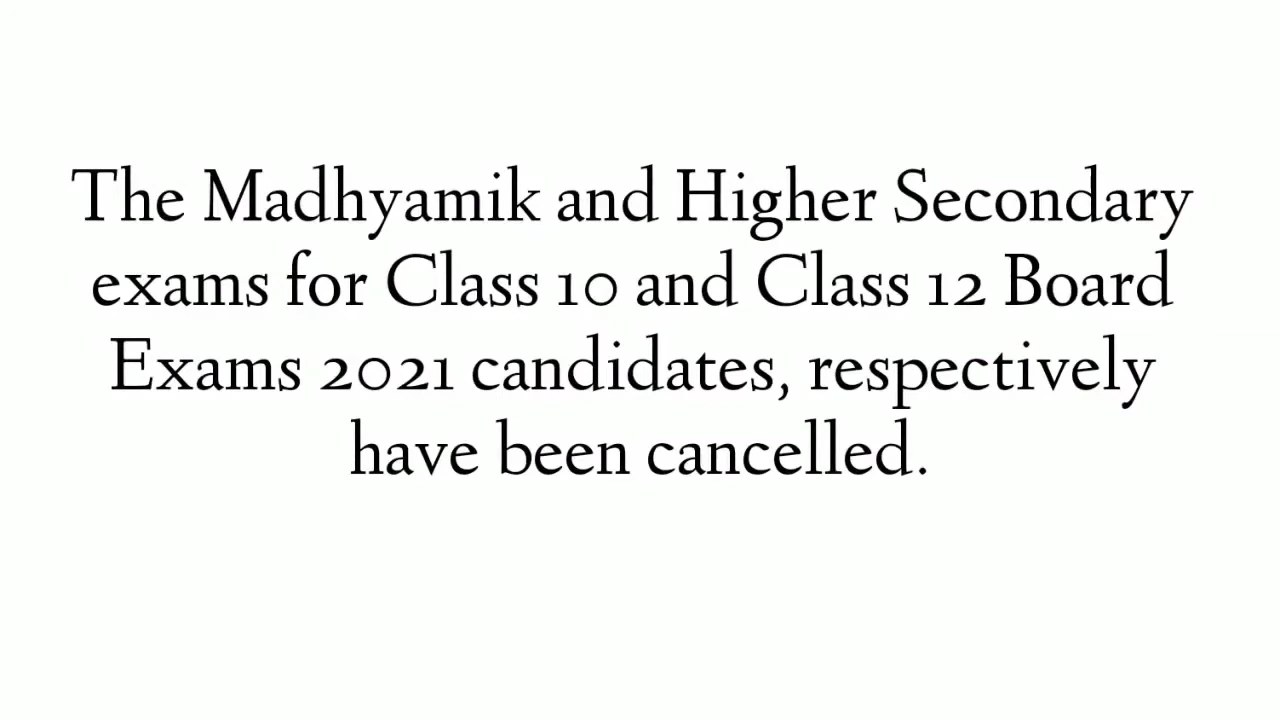 The Madhyamik and Higher Secondary
exams for Class 10 and Class 12 Board
Exams 2021 candidates, respectively
have been cancelled.